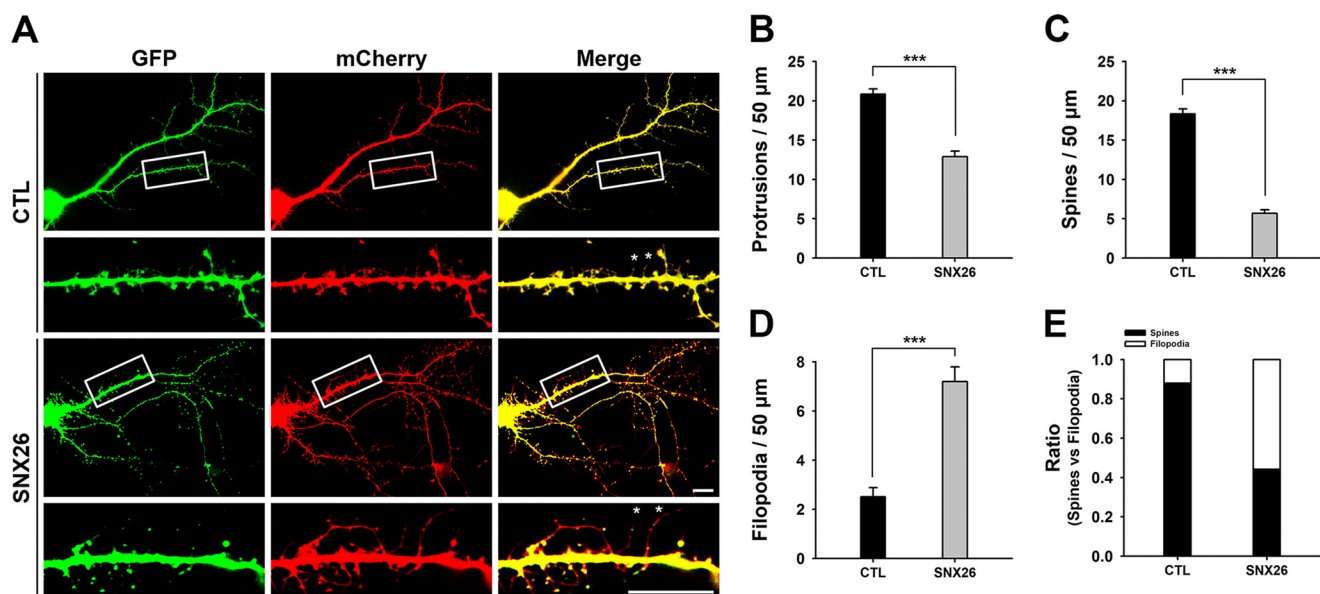 A
GFP
mCherry
Merge
CTL
* *
SNX26
* *
B
Protrusions / 50 µm
25
20
15
10
5
0
***
CTL
SNX26
C
Spines / 50 µm
25
20
15
10
5
0
***
CTL
SNX26
D
Filopodia / 50 µm
8
6
4
2
0
***
CTL
SNX26
E
Spines
Filopodia
Ratio
(Spines vs Filopodia)
1.0
0.8
0.6
0.4
0.2
0.0
CTL
SNX26